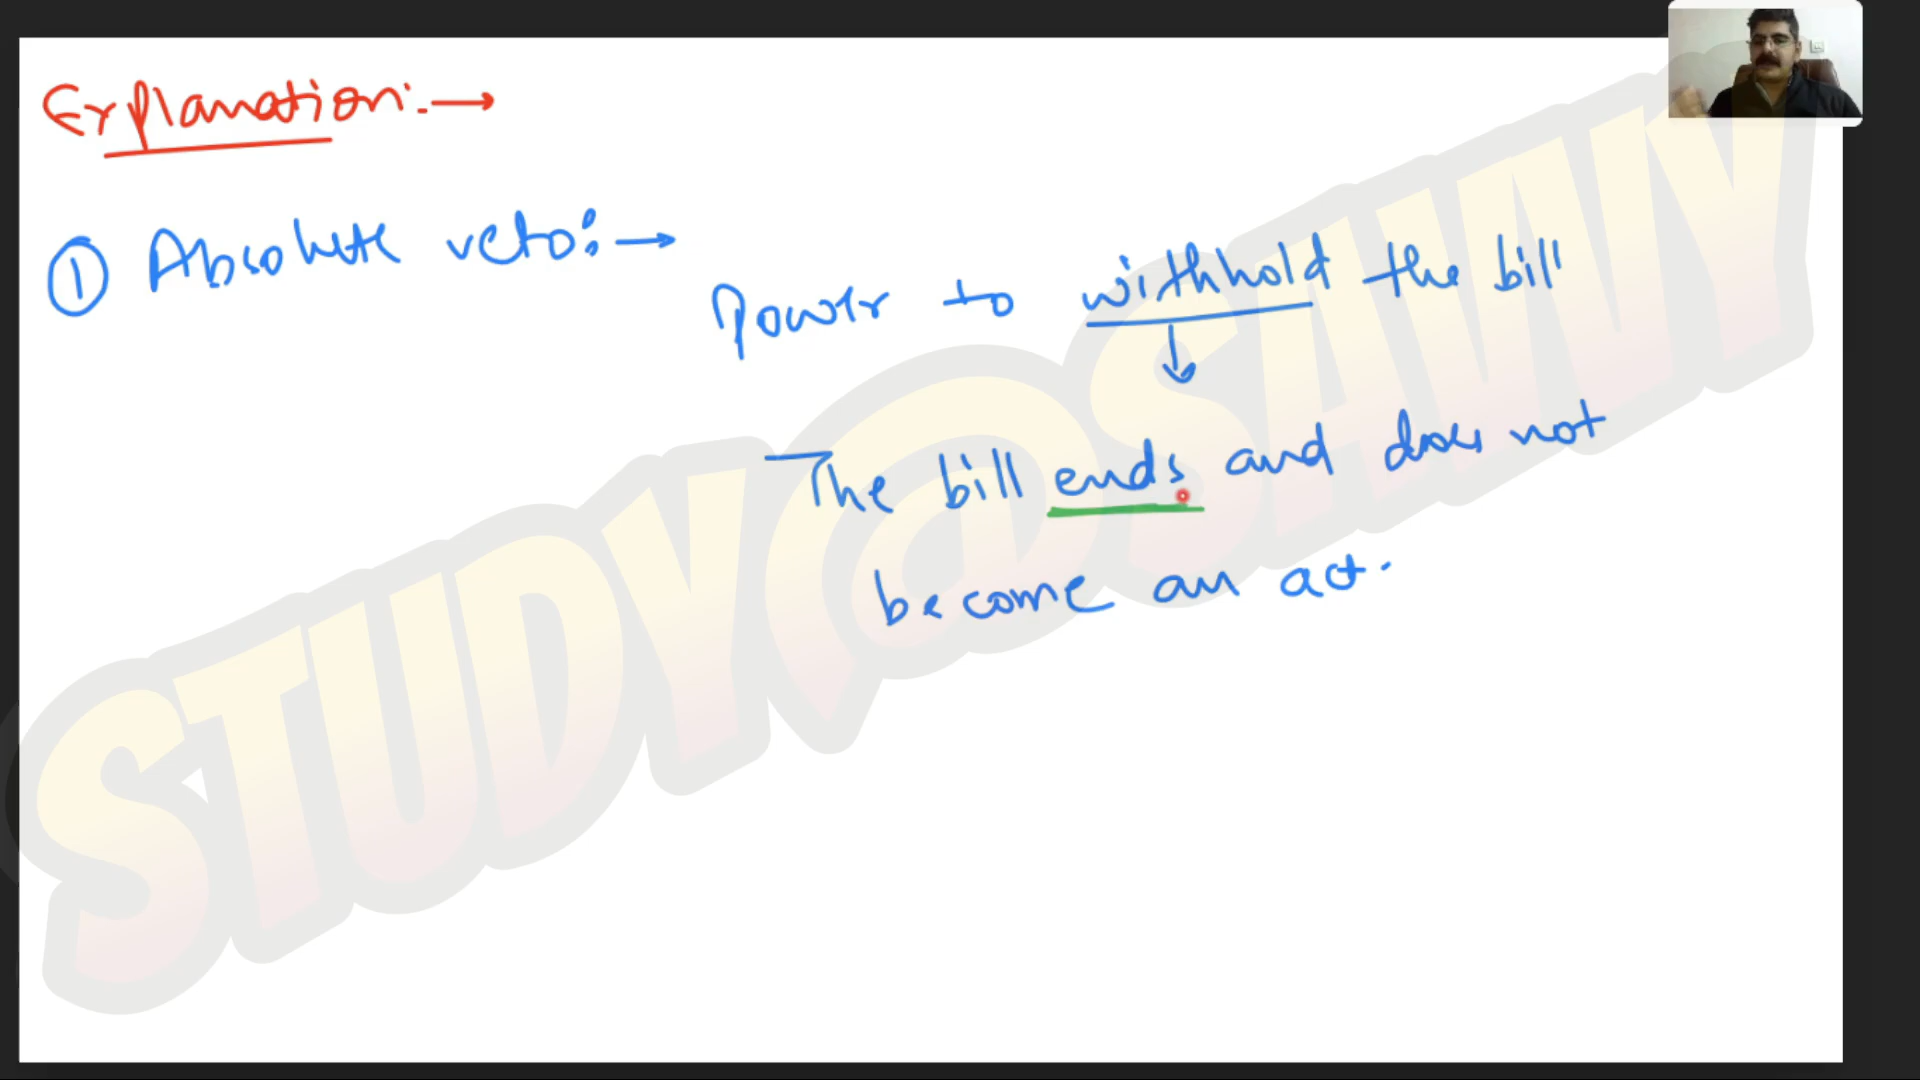 Explanation:- →
① Absolute veto:- →
Power to withhold the bill
↓
The bill ends and does not
become an act.
STUDY@SAVVY